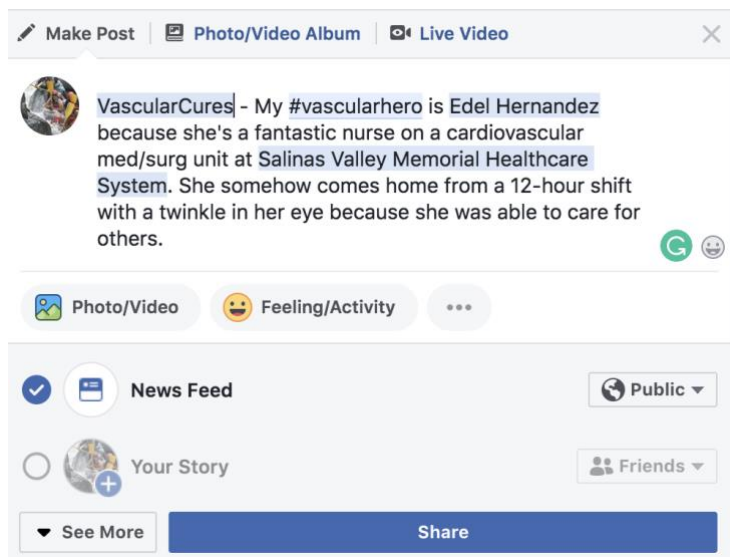 Make Post Photo/Video Album Live Video
VascularCures - My #vascularhero is Edel Hernandez
because she's a fantastic nurse on a cardiovascular
med/surg unit at Salinas Valley Memorial Healthcare
System. She somehow comes home from a 12-hour shift
with a twinkle in her eye because she was able to care for
others.
Photo/Video Feeling/Activity
News Feed Public
Your Story Friends
See More Share